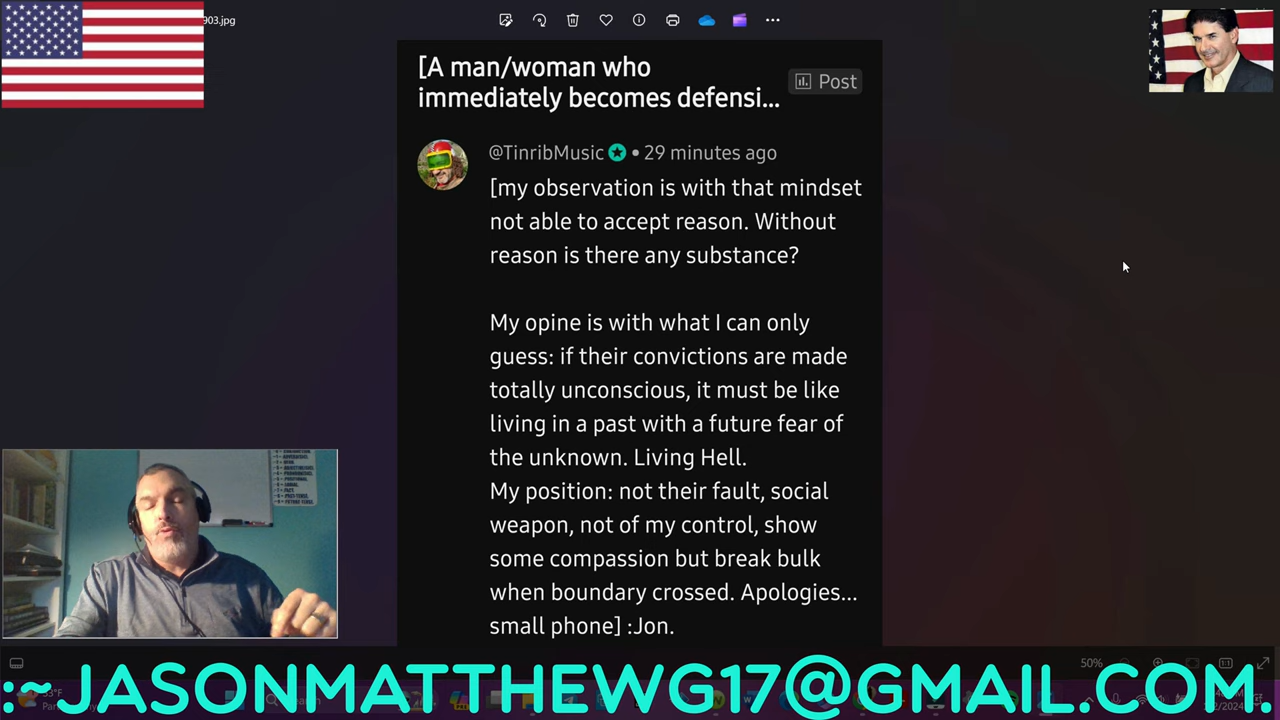 903.jpg
[A man/woman who
immediately becomes defensi...
Post
@TinribMusic • 29 minutes ago
[my observation is with that mindset
not able to accept reason. Without
reason is there any substance?
My opine is with what I can only
guess: if their convictions are made
totally unconscious, it must be like
living in a past with a future fear of
the unknown. Living Hell.
My position: not their fault, social
weapon, not of my control, show
some compassion but break bulk
when boundary crossed. Apologies...
small phone] :Jon.
50%
:~ JASONMATTHEWG17@GMAIL.COM.